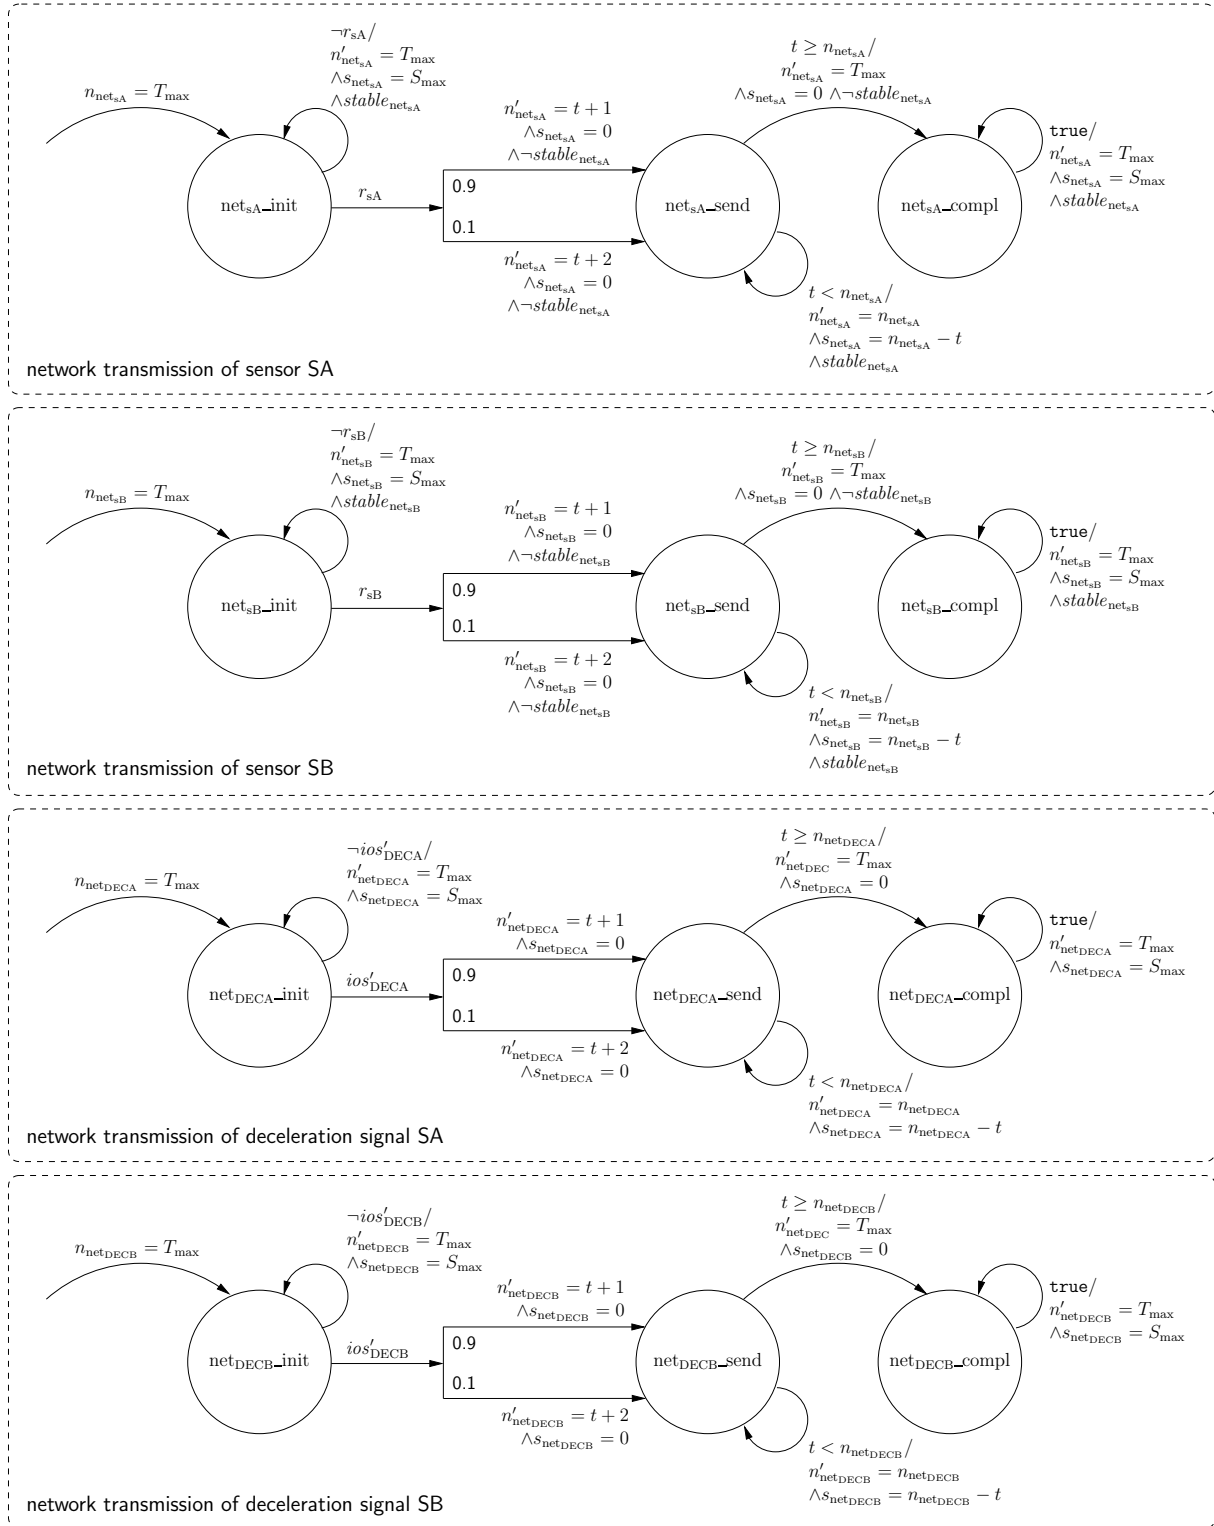 ¬r_sA/
n′_net_sA = T_max
∧s_net_sA = S_max
∧stable_net_sA
n_net_sA = T_max
t ≥ n_net_sA/
n′_net_sA = T_max
∧s_net_sA = 0 ∧¬stable_net_sA
n′_net_sA = t + 1
∧s_net_sA = 0
∧¬stable_net_sA
true/
n′_net_sA = T_max
∧s_net_sA = S_max
∧stable_net_sA
net_sA_init
r_sA
0.9
0.1
net_sA_send
net_sA_compl
n′_net_sA = t + 2
∧s_net_sA = 0
∧¬stable_net_sA
t < n_net_sA/
n′_net_sA = n_net_sA
∧s_net_sA = n_net_sA − t
∧stable_net_sA
network transmission of sensor SA
¬r_sB/
n′_net_sB = T_max
∧s_net_sB = S_max
∧stable_net_sB
n_net_sB = T_max
t ≥ n_net_sB/
n′_net_sB = T_max
∧s_net_sB = 0 ∧¬stable_net_sB
n′_net_sB = t + 1
∧s_net_sB = 0
∧¬stable_net_sB
true/
n′_net_sB = T_max
∧s_net_sB = S_max
∧stable_net_sB
net_sB_init
r_sB
0.9
0.1
net_sB_send
net_sB_compl
n′_net_sB = t + 2
∧s_net_sB = 0
∧¬stable_net_sB
t < n_net_sB/
n′_net_sB = n_net_sB
∧s_net_sB = n_net_sB − t
∧stable_net_sB
network transmission of sensor SB
¬ios′_DECA/
n′_net_DECA = T_max
∧s_net_DECA = S_max
n_net_DECA = T_max
t ≥ n_net_DECA/
n′_net_DEC = T_max
∧s_net_DECA = 0
n′_net_DECA = t + 1
∧s_net_DECA = 0
true/
n′_net_DECA = T_max
∧s_net_DECA = S_max
net_DECA_init
ios′_DECA
0.9
0.1
net_DECA_send
net_DECA_compl
n′_net_DECA = t + 2
∧s_net_DECA = 0
t < n_net_DECA/
n′_net_DECA = n_net_DECA
∧s_net_DECA = n_net_DECA − t
network transmission of deceleration signal SA
¬ios′_DECB/
n′_net_DECB = T_max
∧s_net_DECB = S_max
n_net_DECB = T_max
t ≥ n_net_DECB/
n′_net_DEC = T_max
∧s_net_DECB = 0
n′_net_DECB = t + 1
∧s_net_DECB = 0
true/
n′_net_DECB = T_max
∧s_net_DECB = S_max
net_DECB_init
ios′_DECB
0.9
0.1
net_DECB_send
net_DECB_compl
n′_net_DECB = t + 2
∧s_net_DECB = 0
t < n_net_DECB/
n′_net_DECB = n_net_DECB
∧s_net_DECB = n_net_DECB − t
network transmission of deceleration signal SB